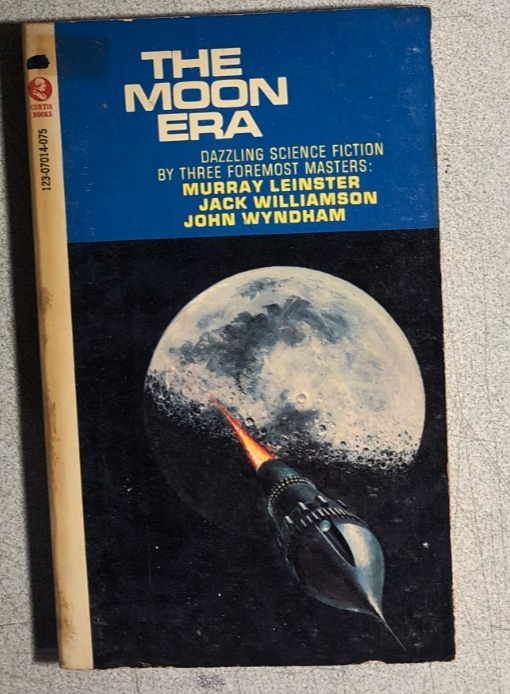 THE
MOON
ERA
DAZZLING SCIENCE FICTION
BY THREE FOREMOST MASTERS:
MURRAY LEINSTER
JACK WILLIAMSON
JOHN WYNDHAM
CURTIS
BOOKS
123-07014-075